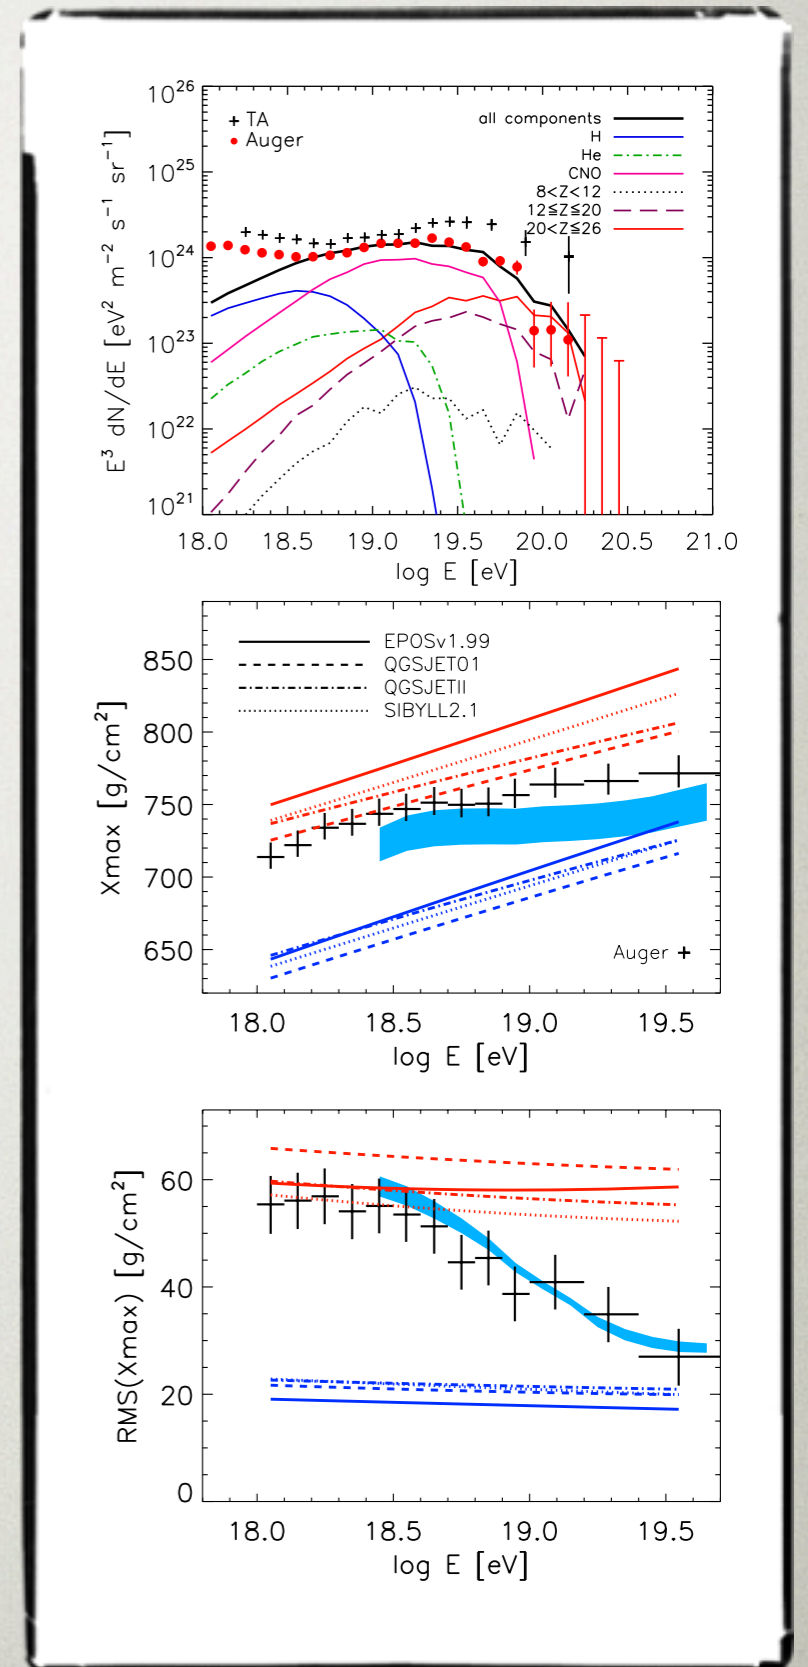 10^26
10^25
10^24
10^23
10^22
10^21
E^3 dN/dE [eV^2 m^-2 s^-1 sr^-1]
+ TA
• Auger
all components
H
He
CNO
8<Z<12
12≦Z≦20
20<Z≦26
18.0 18.5 19.0 19.5 20.0 20.5 21.0
log E [eV]
EPOSv1.99
QGSJET01
QGSJETII
SIBYLL2.1
850
800
750
700
650
Xmax [g/cm^2]
Auger +
18.0 18.5 19.0 19.5
log E [eV]
60
40
20
0
RMS(Xmax) [g/cm^2]
18.0 18.5 19.0 19.5
log E [eV]